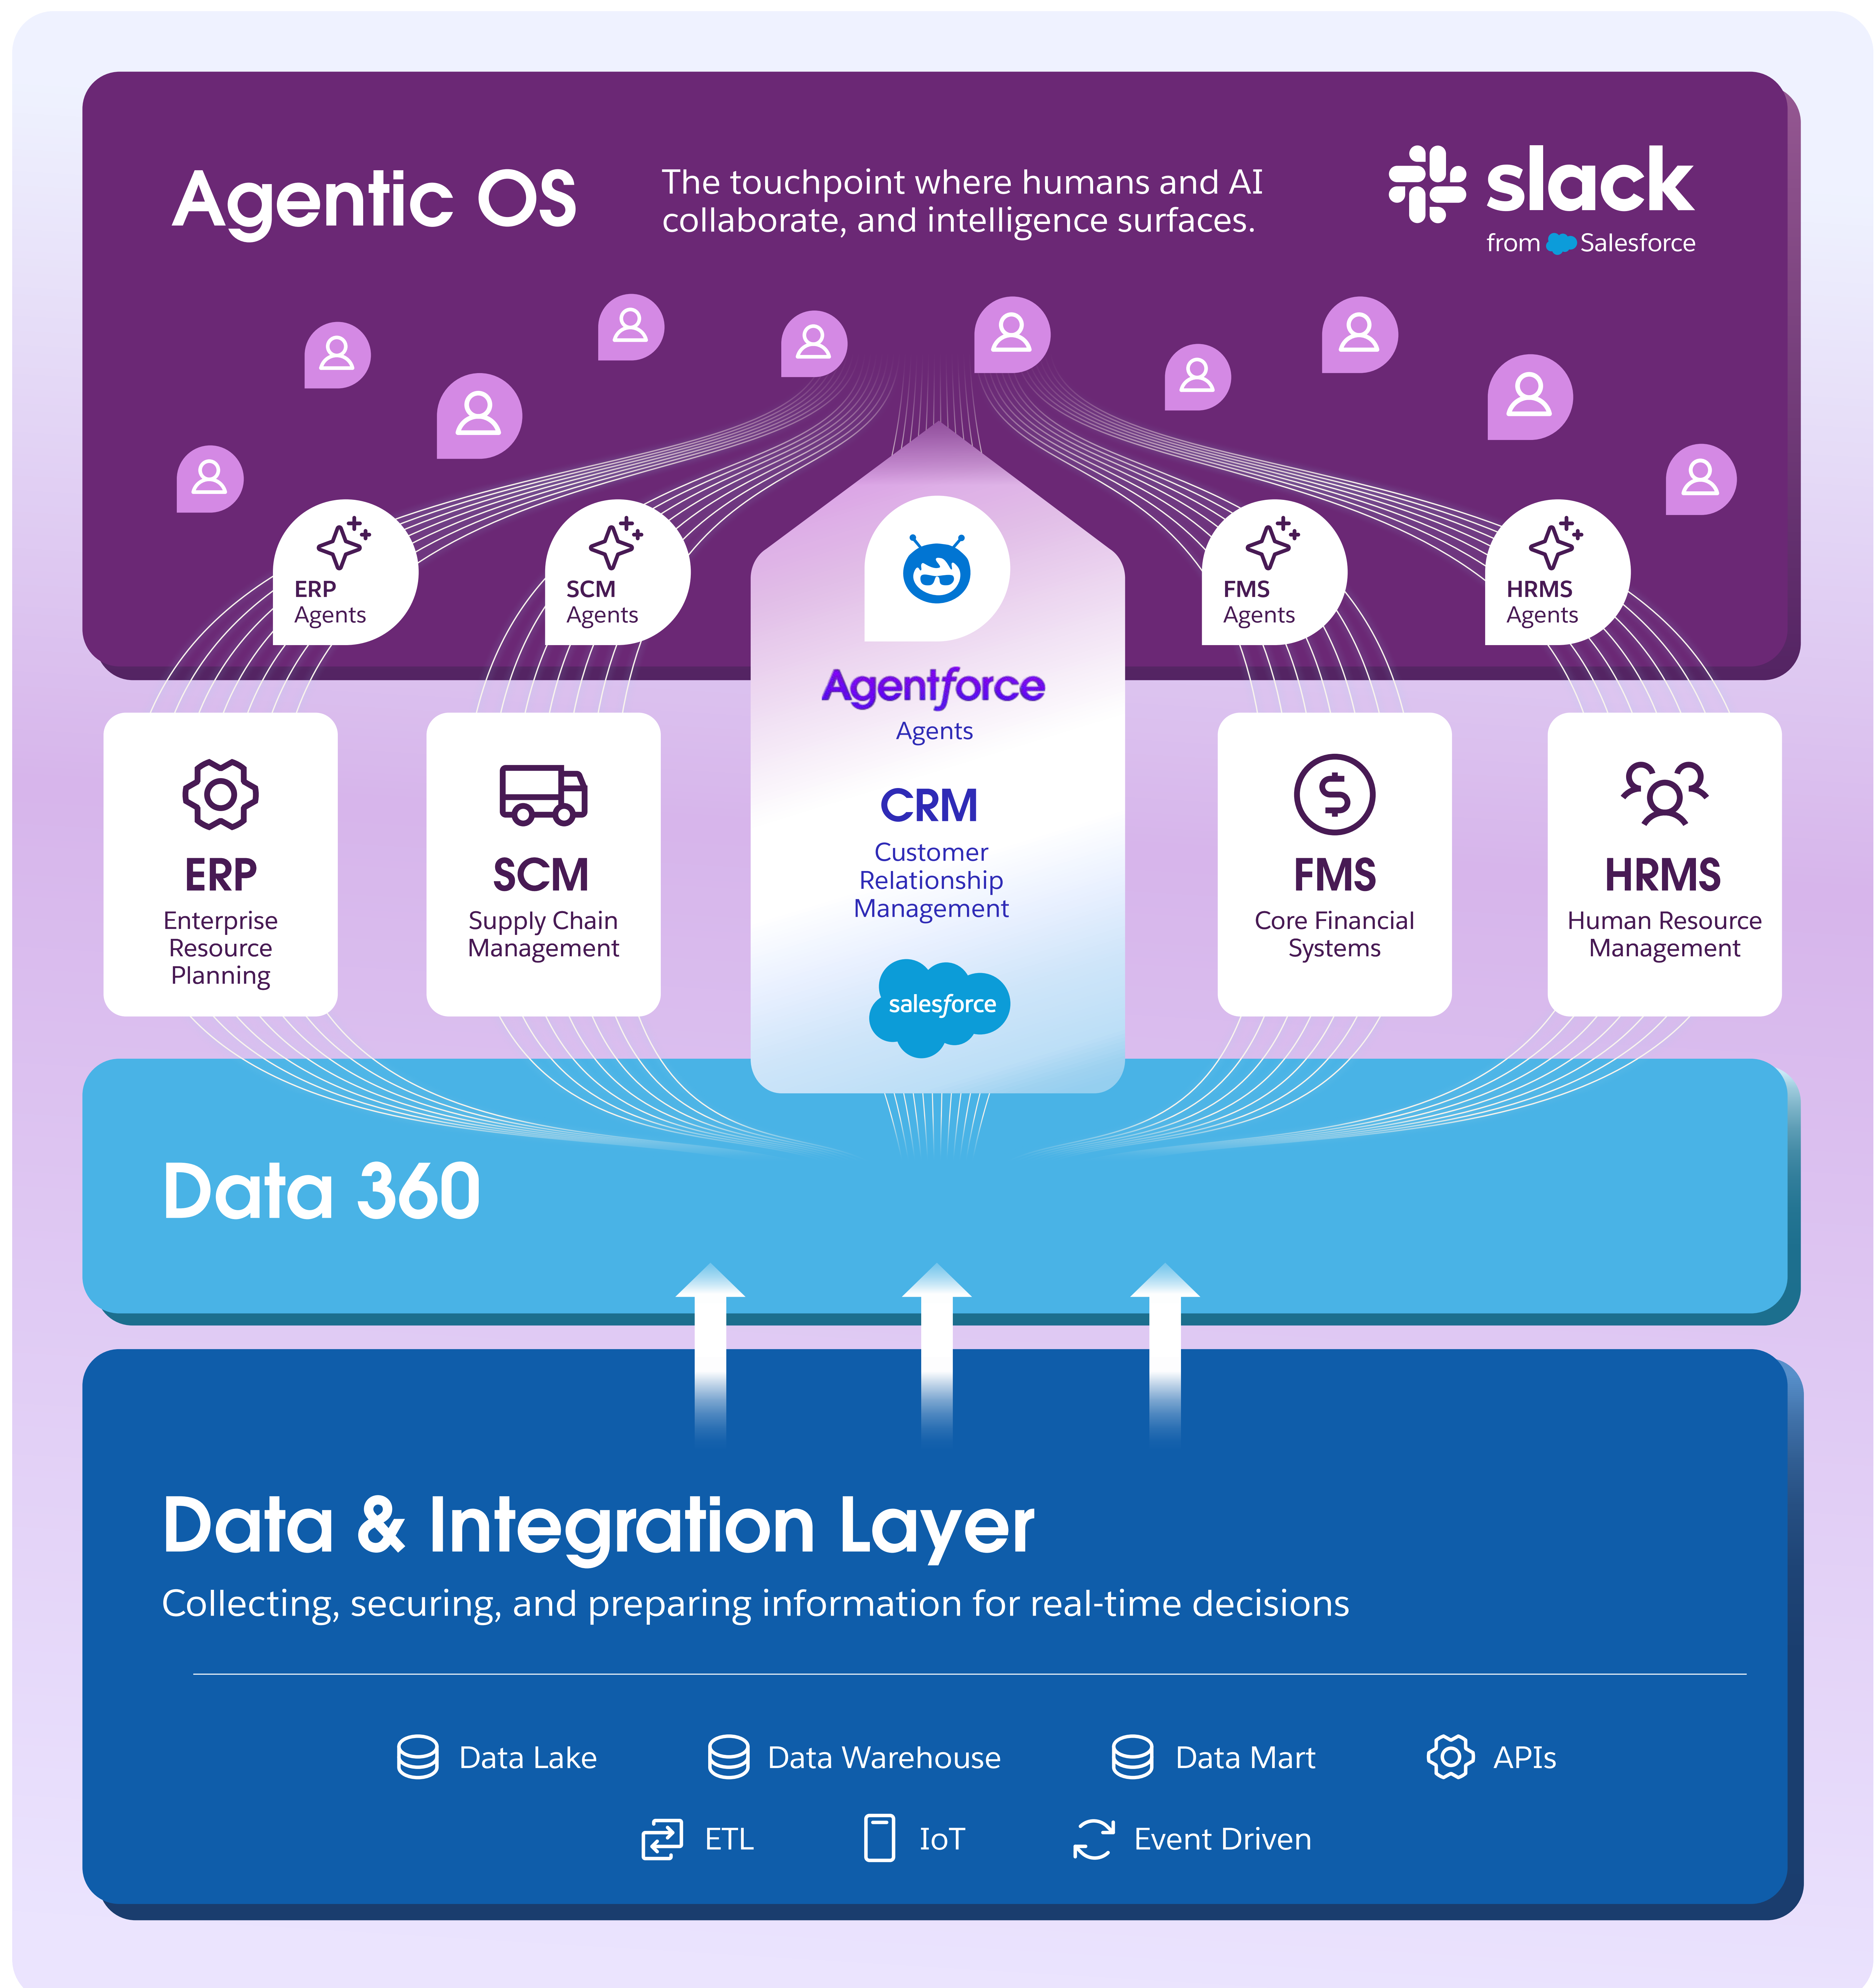 Agentic OS
The touchpoint where humans and AI
collaborate, and intelligence surfaces.
slack
from Salesforce
ERP
Agents
SCM
Agents
FMS
Agents
HRMS
Agents
Agentforce
Agents
CRM
Customer
Relationship
Management
salesforce
ERP
Enterprise
Resource
Planning
SCM
Supply Chain
Management
FMS
Core Financial
Systems
HRMS
Human Resource
Management
Data 360
Data & Integration Layer
Collecting, securing, and preparing information for real-time decisions
Data Lake
Data Warehouse
Data Mart
APIs
ETL
IoT
Event Driven